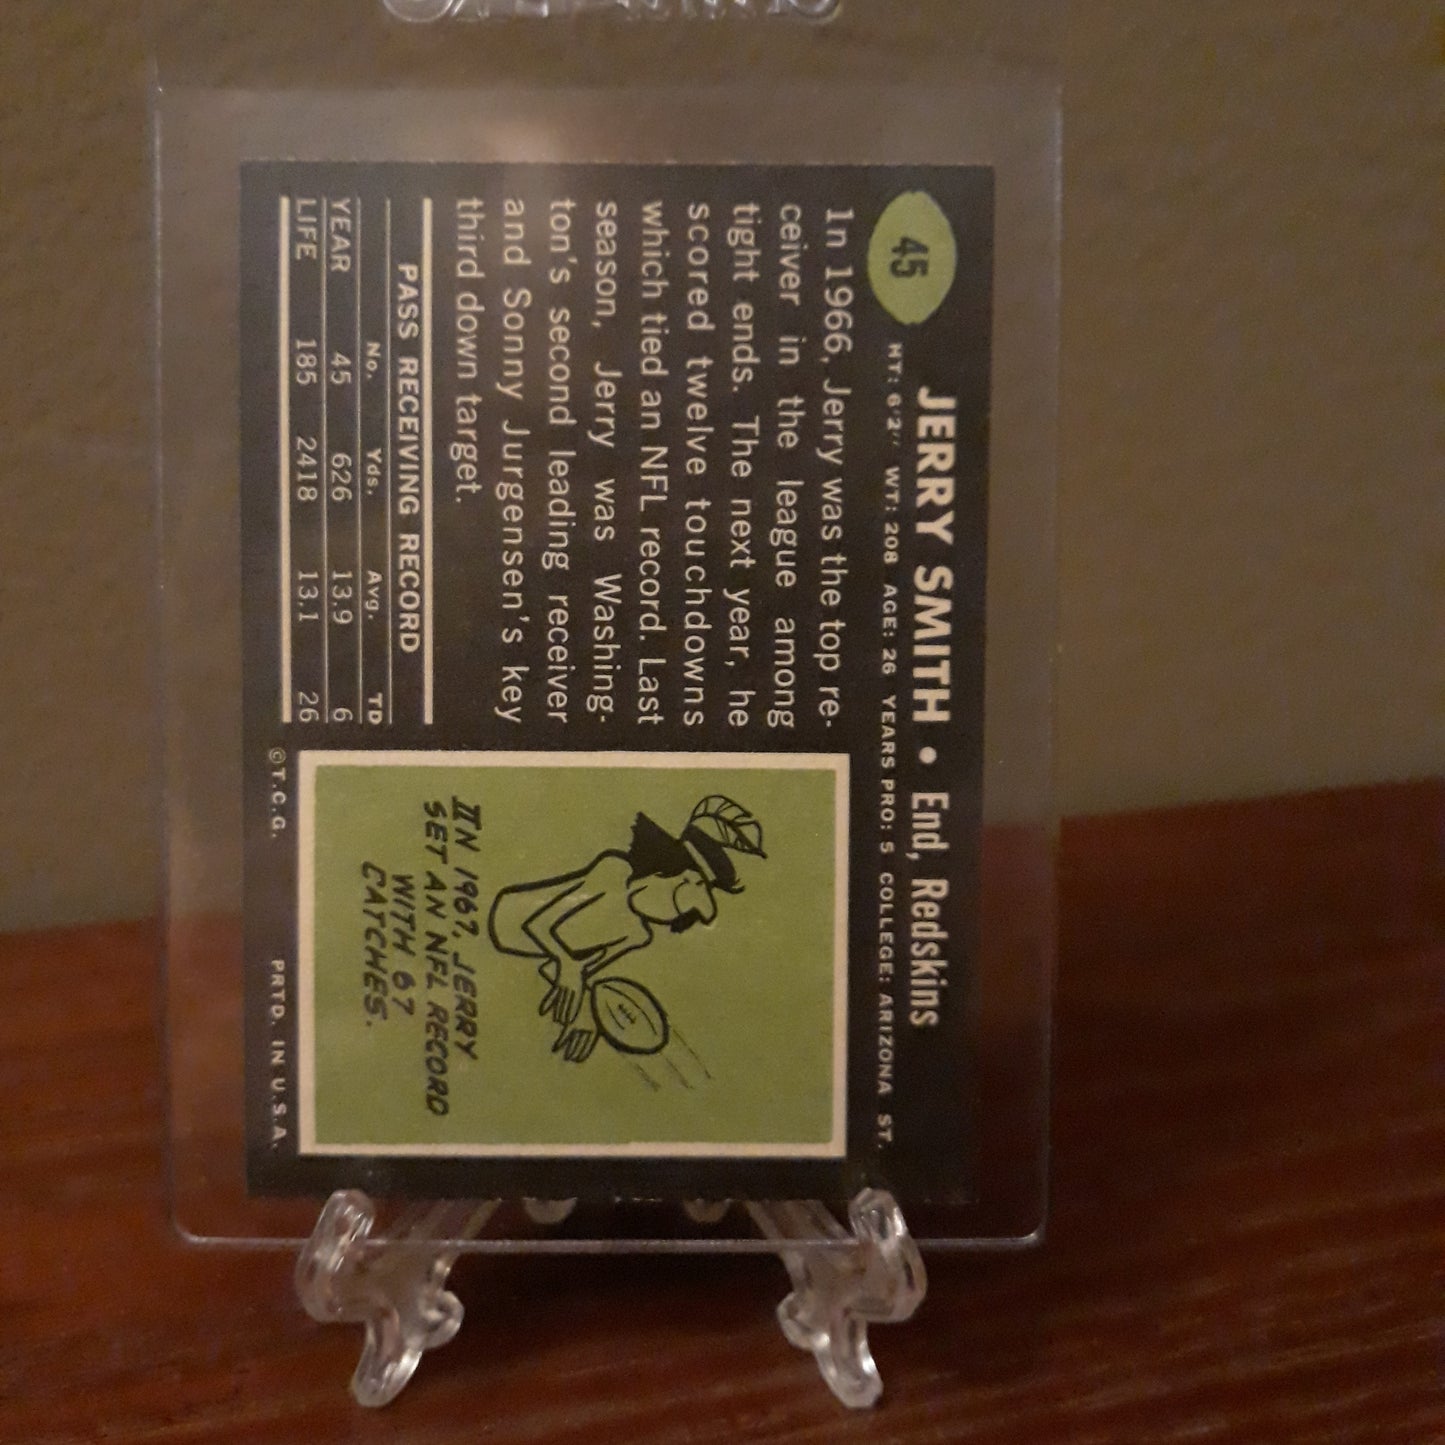 45
JERRY SMITH • End, Redskins
HT: 6'2" WT: 208 AGE: 26 YEARS PRO: 5 COLLEGE: ARIZONA ST.
In 1966, Jerry was the top re-
ceiver in the league among
tight ends. The next year, he
scored twelve touchdowns
which tied an NFL record. Last
season, Jerry was Washing-
ton's second leading receiver
and Sonny Jurgensen's key
third down target.
PASS RECEIVING RECORD
No. Yds. Avg. TD
YEAR 45 626 13.9 6
LIFE 185 2418 13.1 26
IN 1967, JERRY
SET AN NFL RECORD
WITH 67
CATCHES.
©T.C.G. PRTD. IN U.S.A.